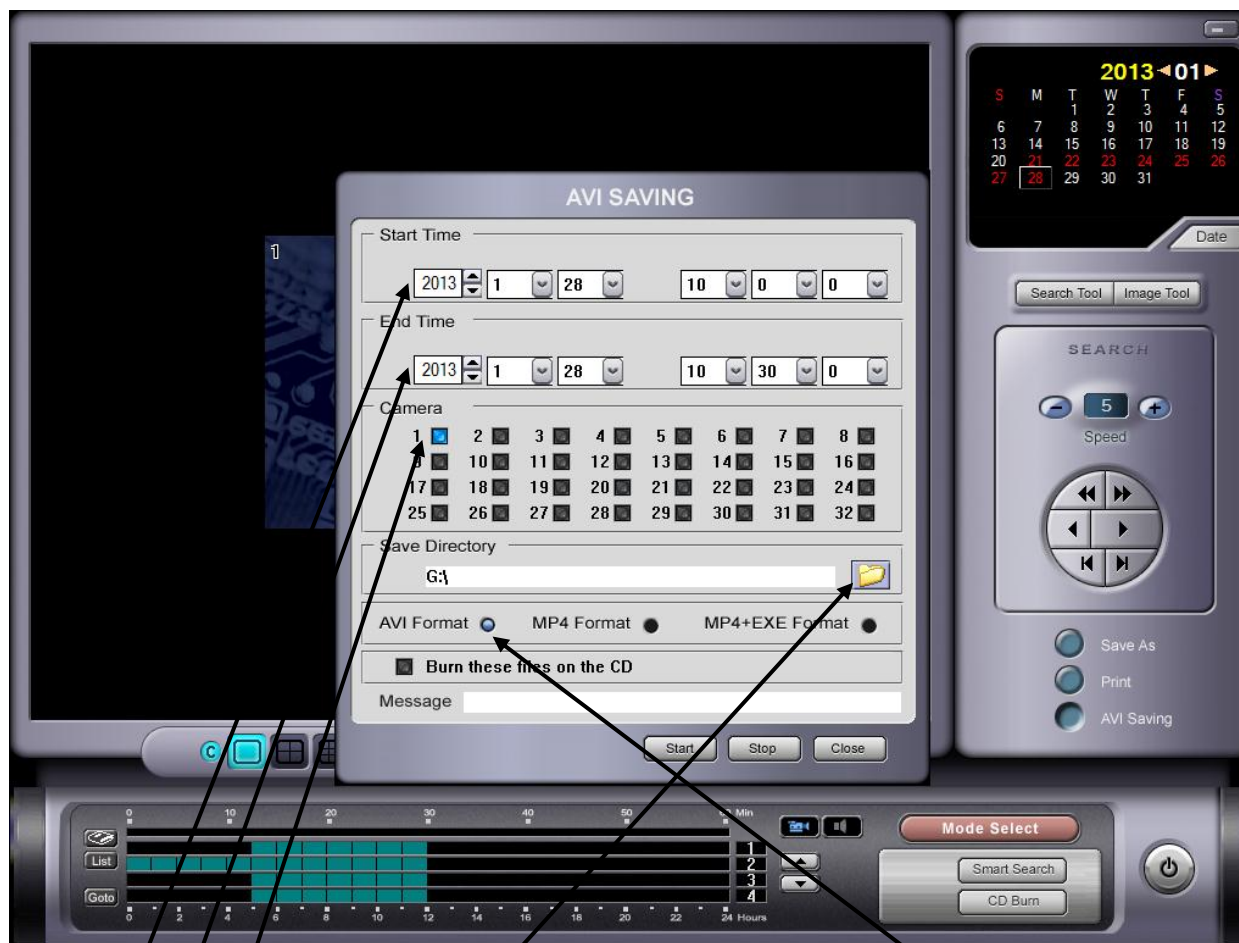 2013 01
S M T W T F S
1 2 3 4 5
6 7 8 9 10 11 12
13 14 15 16 17 18 19
20 21 22 23 24 25 26
27 28 29 30 31
Date
1
AVI SAVING
Start Time
2013 1 28 10 0 0
End Time
2013 1 28 10 30 0
Camera
1 2 3 4 5 6 7 8
9 10 11 12 13 14 15 16
17 18 19 20 21 22 23 24
25 26 27 28 29 30 31 32
Save Directory
G:\
AVI Format MP4 Format MP4+EXE Format
Burn these files on the CD
Message
Start Stop Close
Search Tool Image Tool
SEARCH
5
Speed
Save As
Print
AVI Saving
C
0 10 20 30 40 50 60 Min
List
Goto
1
2
3
4
0 2 4 6 8 10 12 14 16 18 20 22 24 Hours
Mode Select
Smart Search
CD Burn